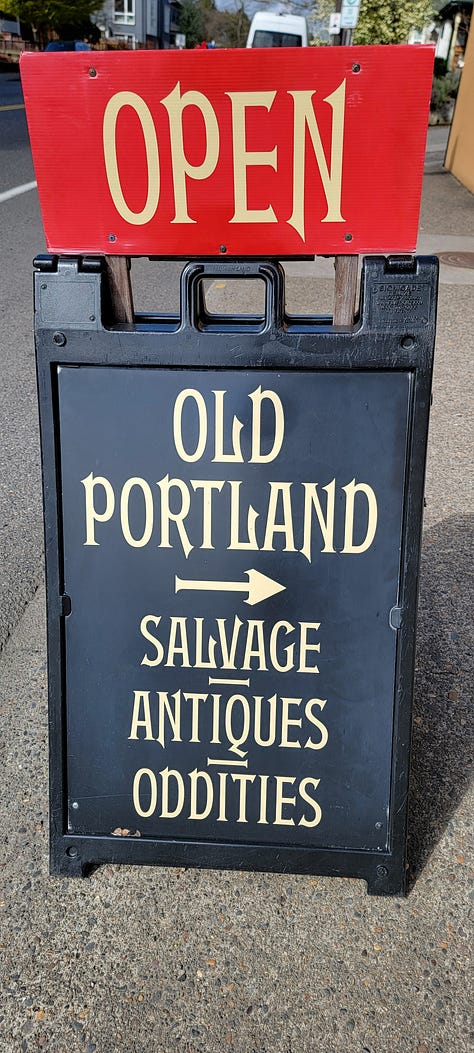 OPEN
OLD
PORTLAND
SALVAGE
ANTIQUES
ODDITIES